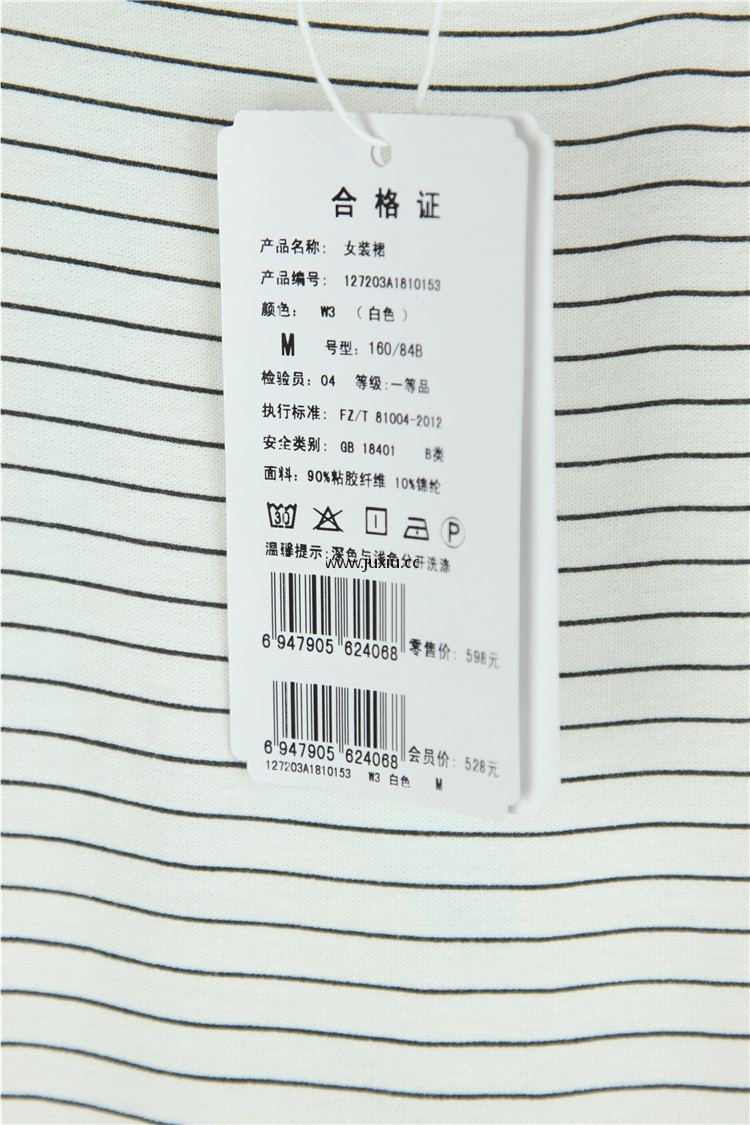 合格证
产品名称: 女装裙
产品编号: 127203A1810153
颜色: W3 （白色）
M 号型: 160/84B
检验员: 04 等级:一等品
执行标准: FZ/T 81004-2012
安全类别: GB 18401 B类
面料: 90%粘胶纤维 10%锦纶
30 P
温馨提示:深色与浅色分开洗涤
www.juxiu.cc
6 947905 624068 零售价: 598元
6 947905 624068 会员价: 528元
127203A1810153 W3 白色 M